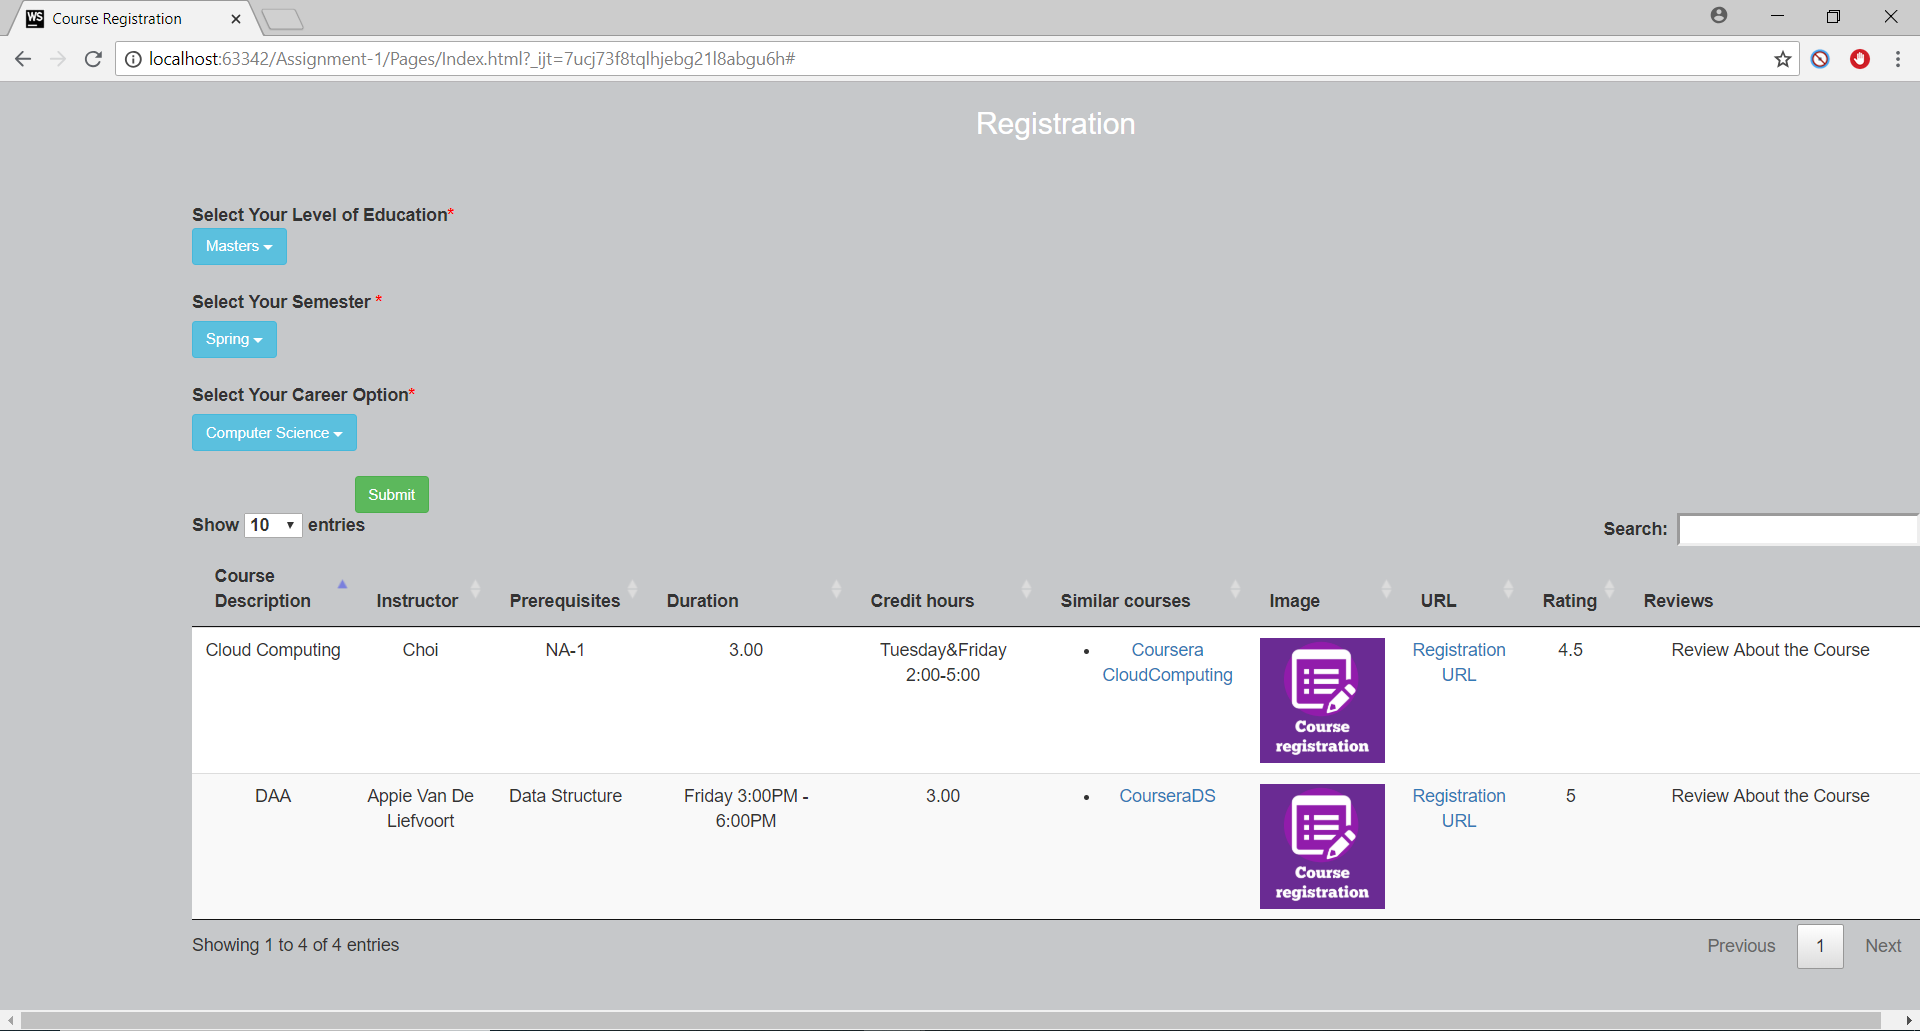 WS Course Registration
localhost:63342/Assignment-1/Pages/Index.html?_ijt=7ucj73f8tqlhjebg21l8abgu6h#
Registration
Select Your Level of Education*
Masters
Select Your Semester *
Spring
Select Your Career Option*
Computer Science
Submit
Show 10 entries
Search:
Course
Description Instructor Prerequisites Duration Credit hours Similar courses Image URL Rating Reviews
Cloud Computing Choi NA-1 3.00 Tuesday&Friday • Coursera Registration 4.5 Review About the Course
2:00-5:00 CloudComputing URL
Course
registration
DAA Appie Van De Data Structure Friday 3:00PM - 3.00 • CourseraDS Registration 5 Review About the Course
Liefvoort 6:00PM URL
Course
registration
Showing 1 to 4 of 4 entries
Previous 1 Next